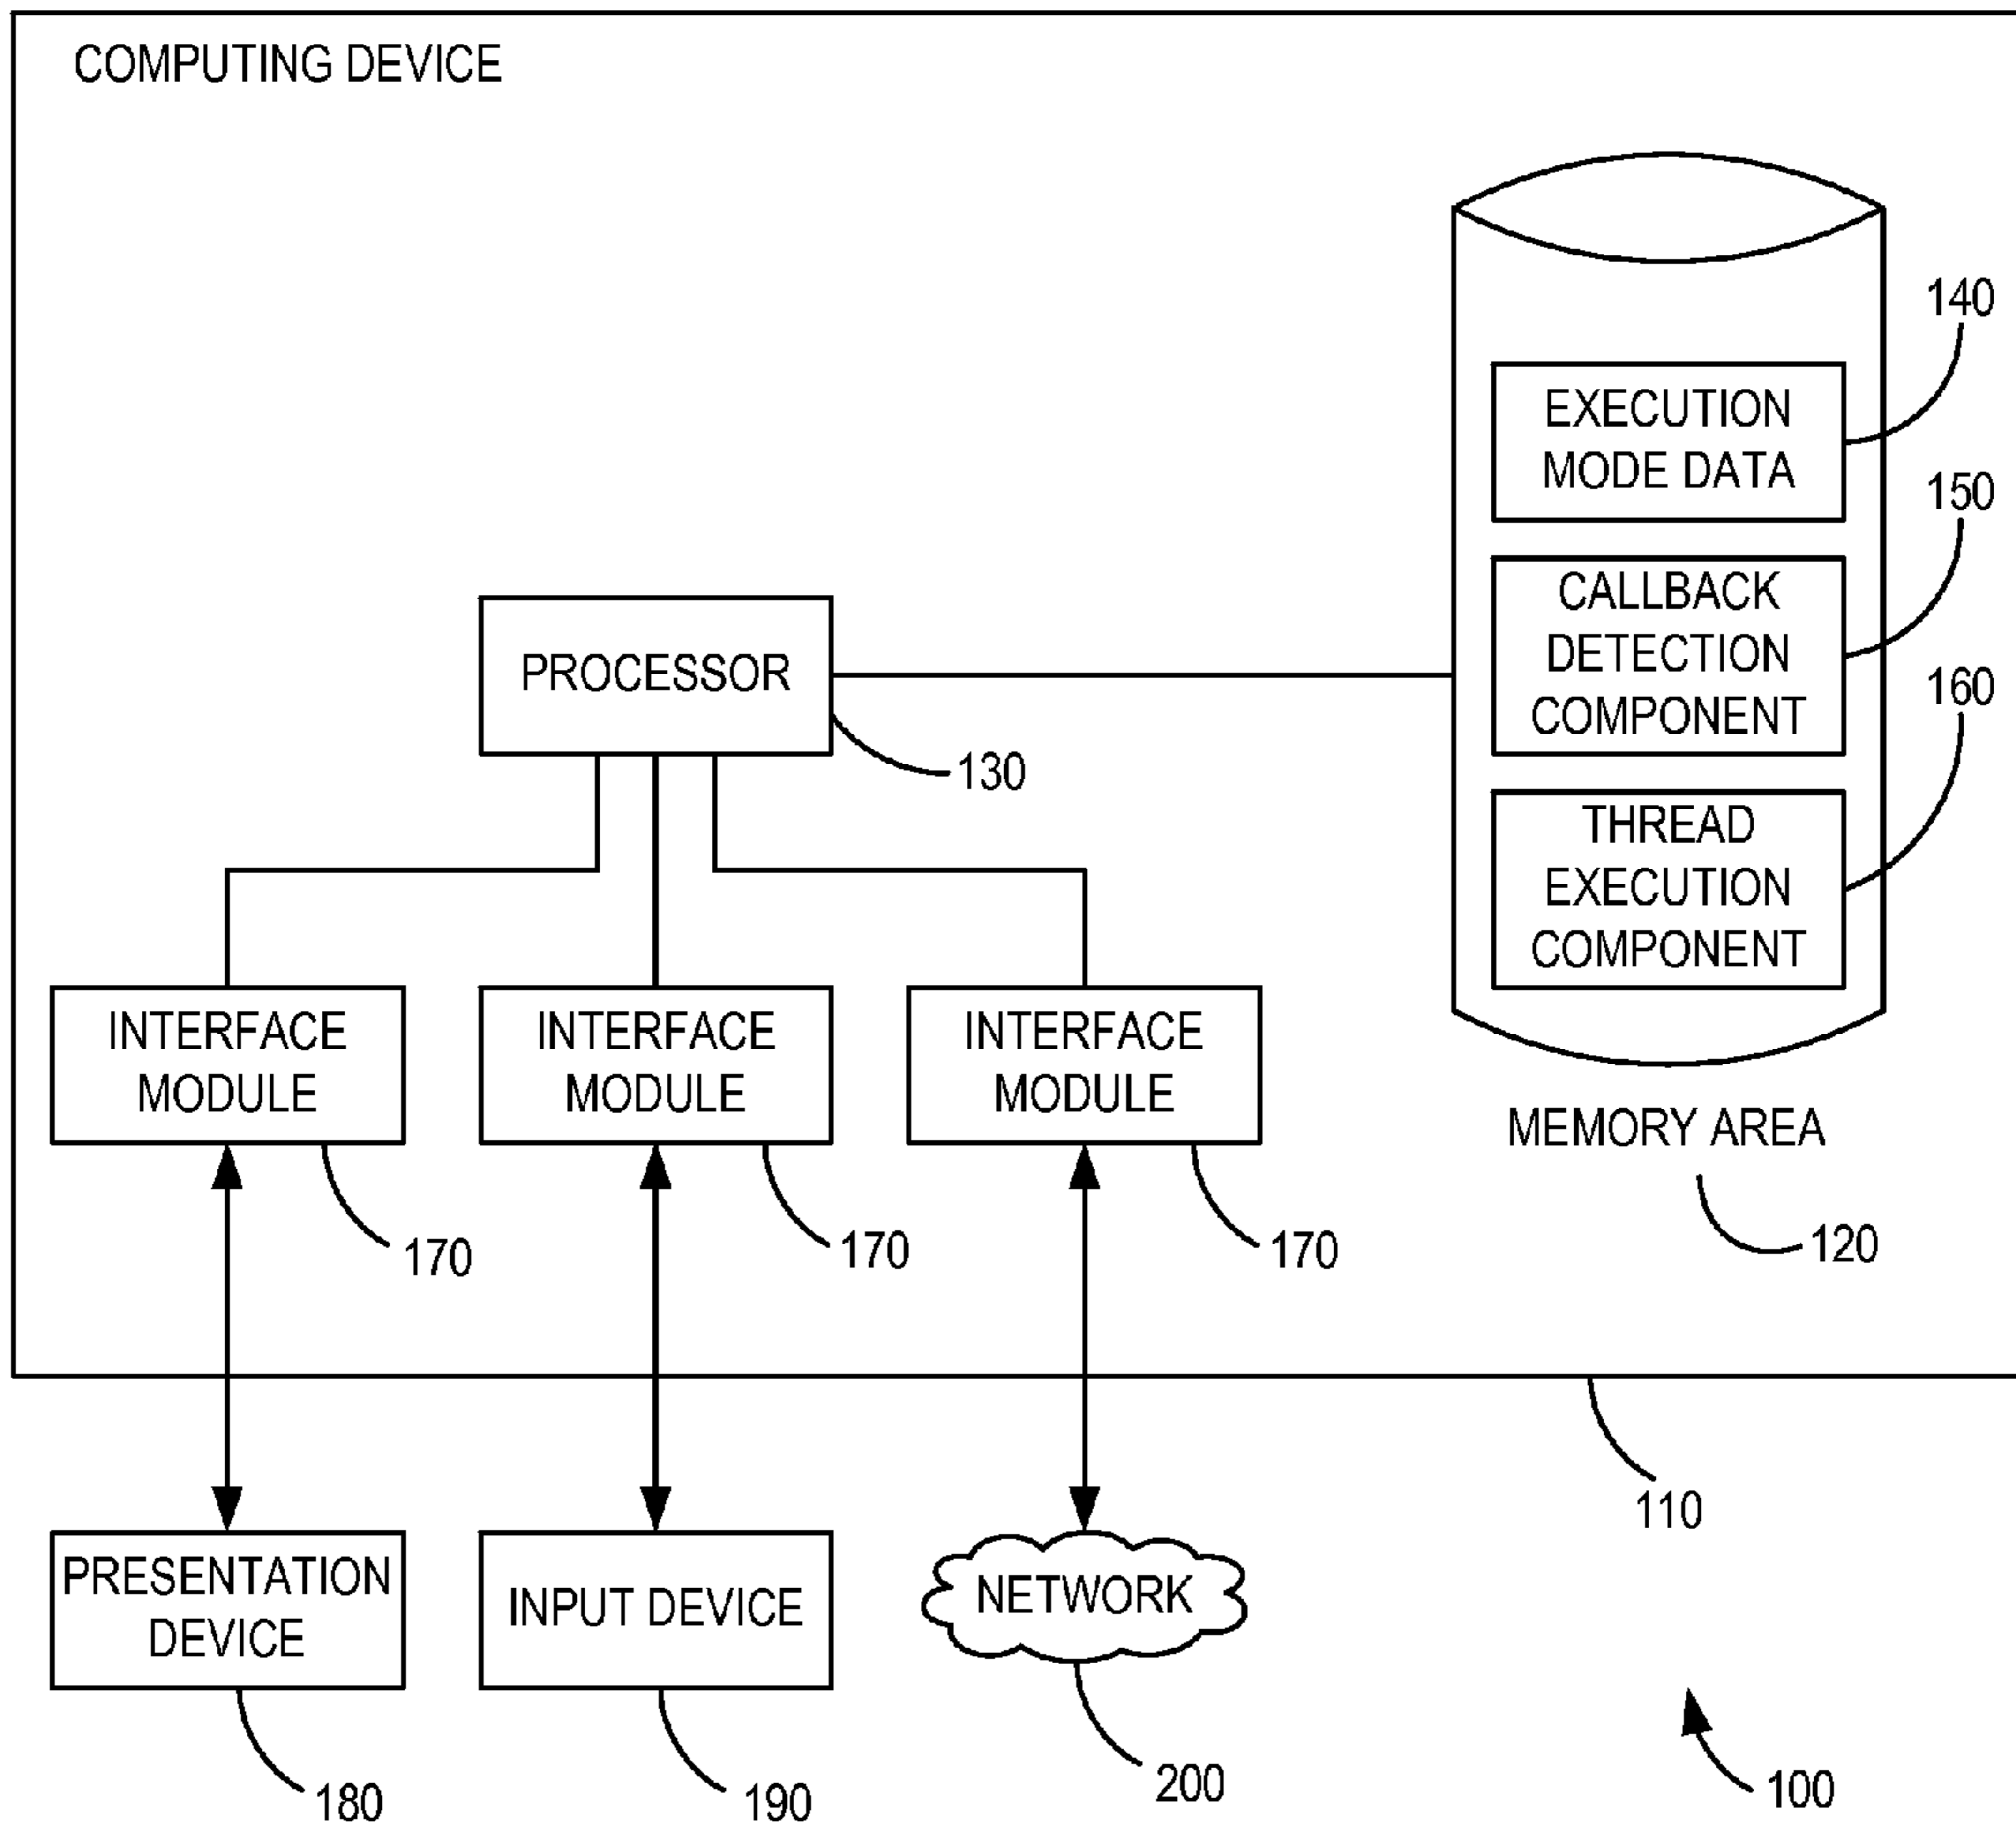 COMPUTING DEVICE
140
EXECUTION
MODE DATA
150
CALLBACK
DETECTION
COMPONENT
160
PROCESSOR
130
THREAD
EXECUTION
COMPONENT
INTERFACE
MODULE
INTERFACE
MODULE
INTERFACE
MODULE
MEMORY AREA
170
170
170
120
110
PRESENTATION
DEVICE
INPUT DEVICE
NETWORK
180
190
200
100